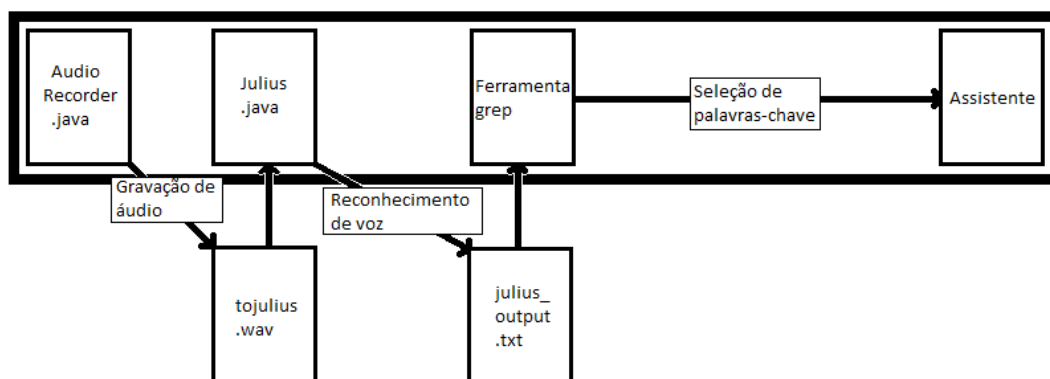 Audio
Recorder
.java
Julius
.java
Ferramenta
grep
Seleção de
palavras-chave
Assistente
Gravação de
áudio
Reconhecimento
de voz
tojulius
.wav
julius_
output
.txt